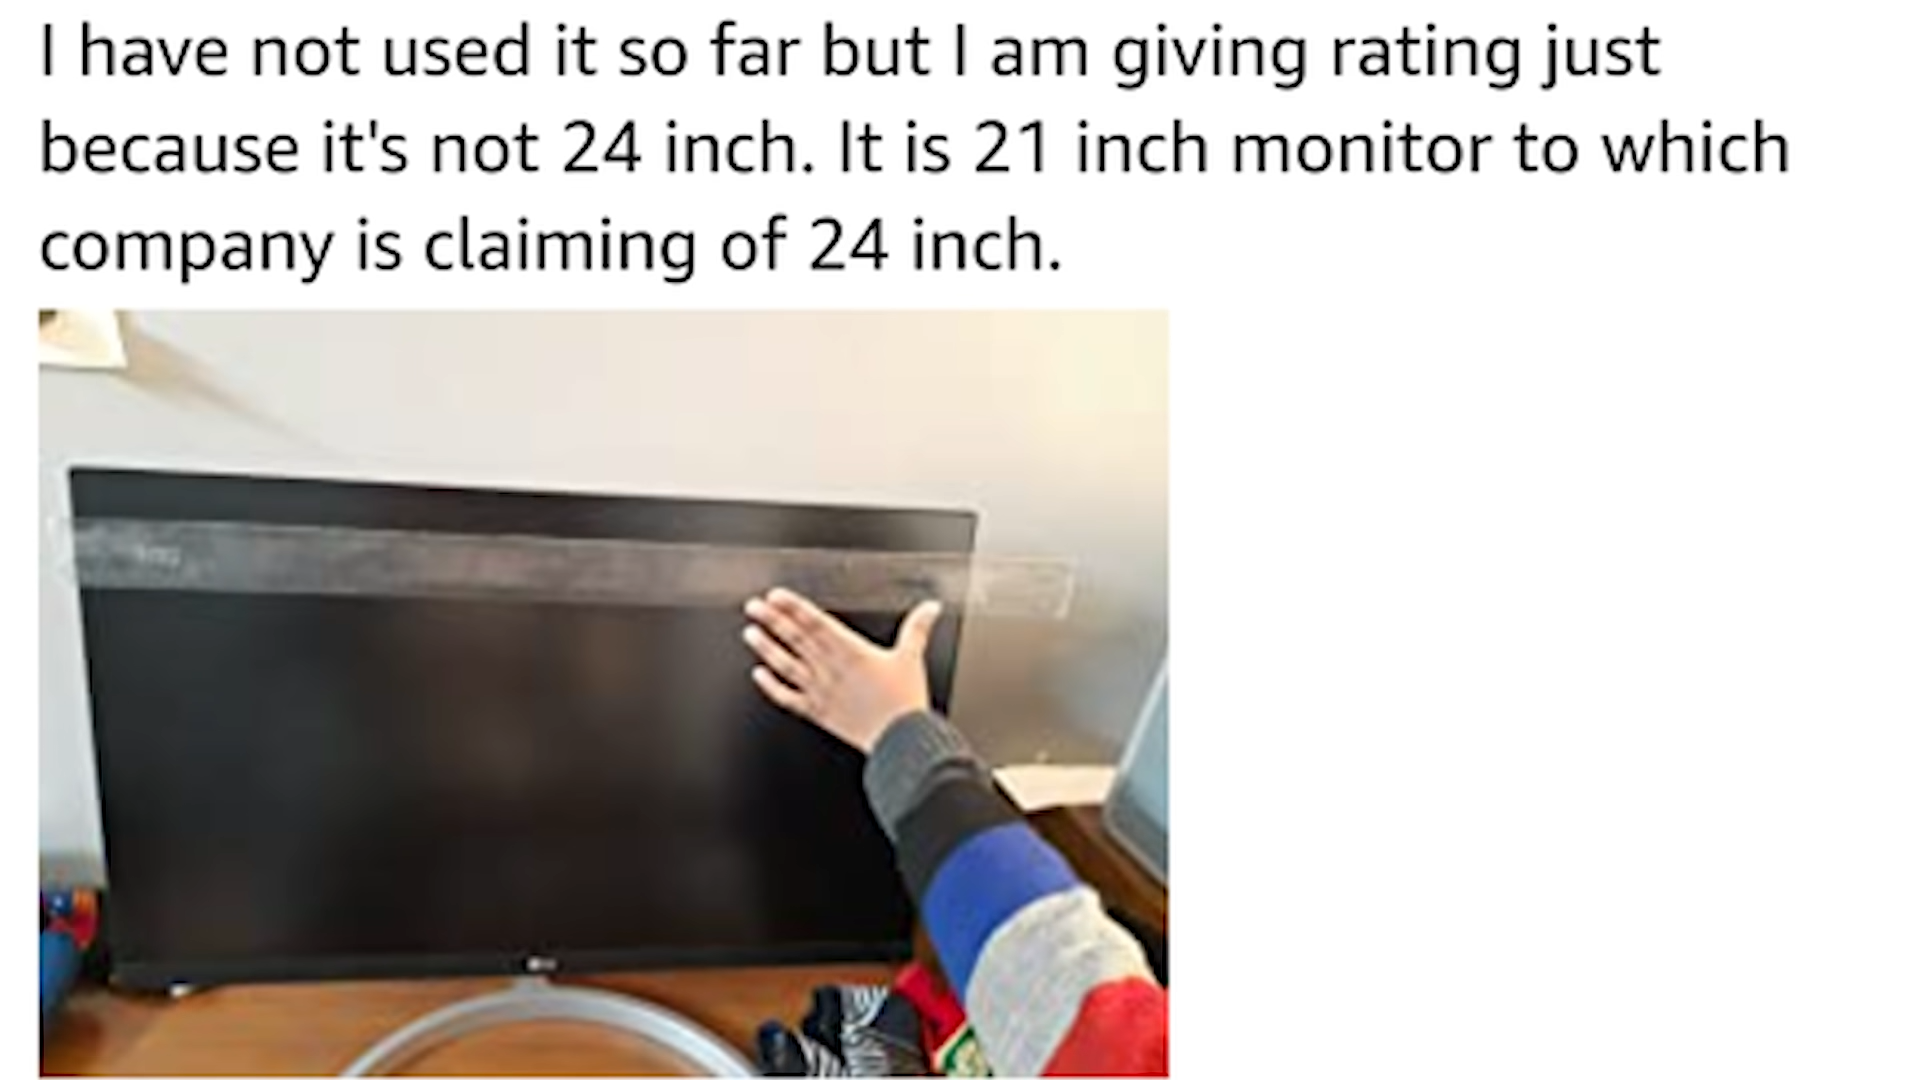 I have not used it so far but I am giving rating just
because it's not 24 inch. It is 21 inch monitor to which
company is claiming of 24 inch.